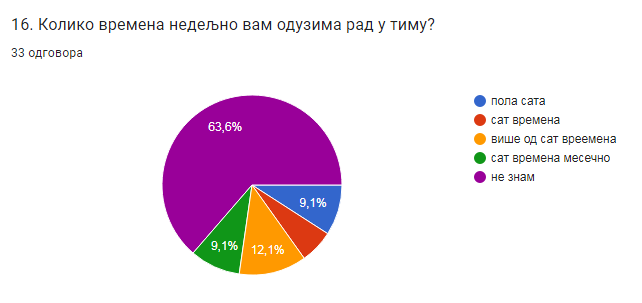 16. Колико времена недељно вам одузима рад у тиму?
33 одговора
63,6%
9,1%
9,1%
12,1%
пола сата
сат времена
више од сат вреемена
сат времена месечно
не знам